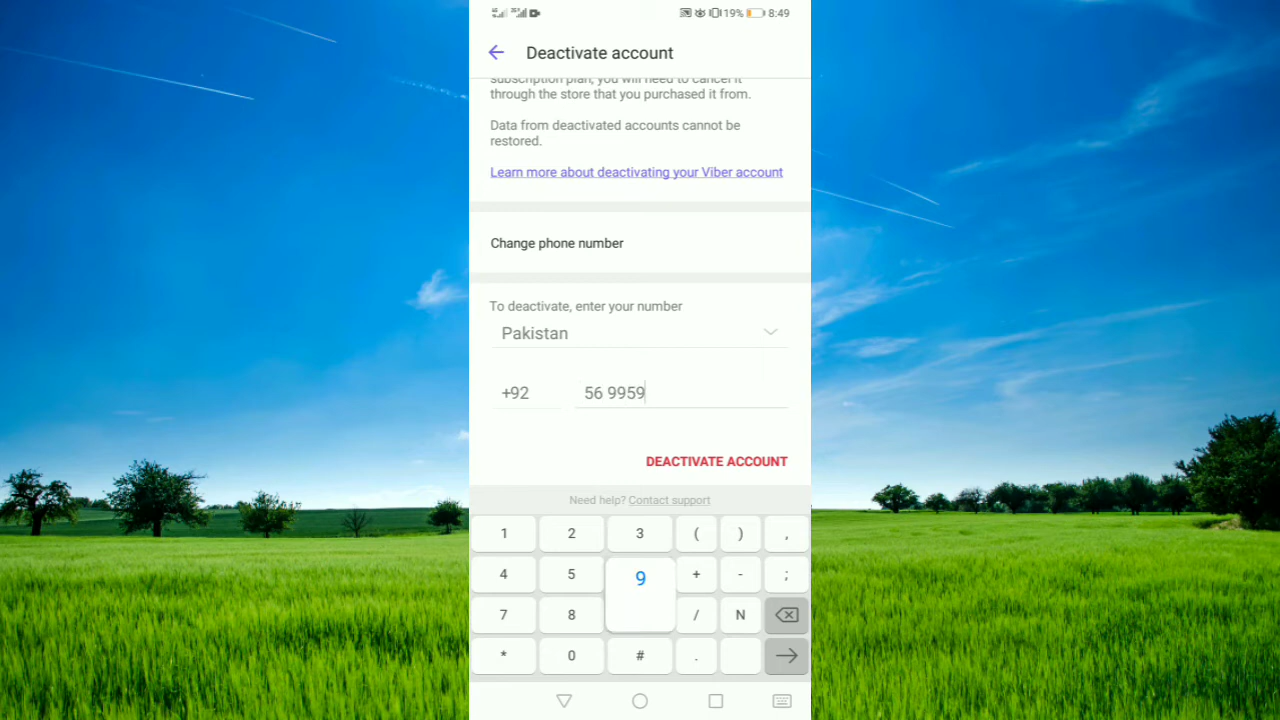 19% 8:49
Deactivate account
subscription plan, you will need to cancel it
through the store that you purchased it from.
Data from deactivated accounts cannot be
restored.
Learn more about deactivating your Viber account
Change phone number
To deactivate, enter your number
Pakistan
+92 56 9959
DEACTIVATE ACCOUNT
Need help? Contact support
1 2 3 ( ) ,
4 5 + - ;
9
7 8 / N
* 0 # .